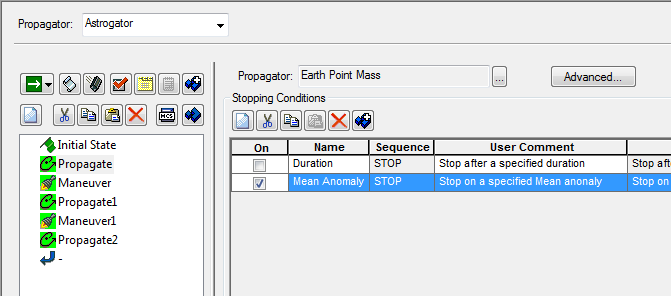 Propagator: Astrogator
Propagator: Earth Point Mass ... Advanced...
Stopping Conditions
MCS
On Name Sequence User Comment
Duration STOP Stop after a specified duration Stop aft
Mean Anomaly STOP Stop on a specified Mean anonaly Stop on
Initial State
Propagate
Maneuver
Propagate1
Maneuver1
Propagate2
-